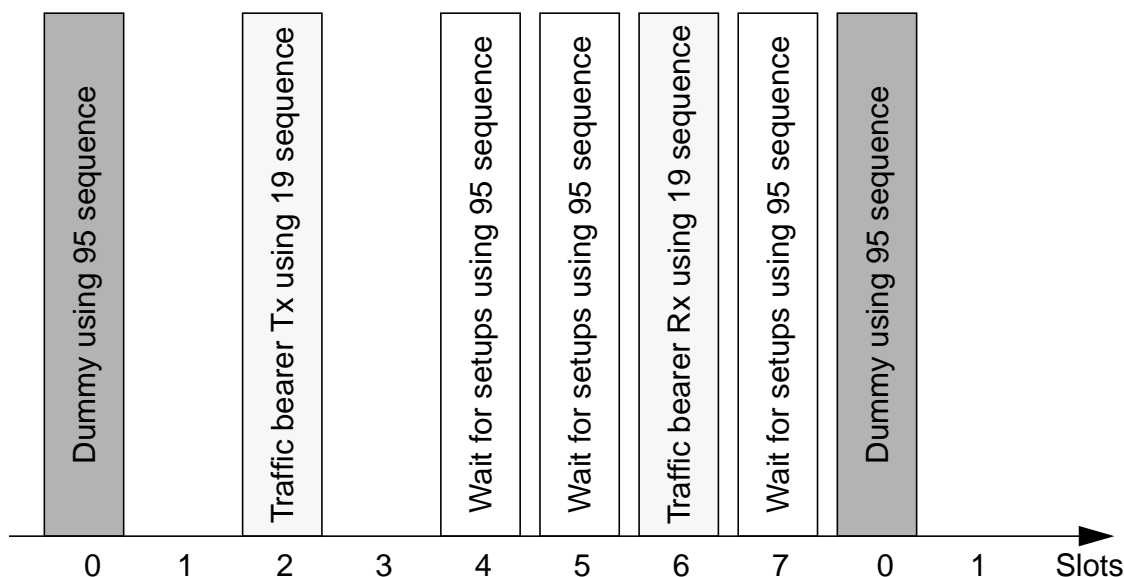 Dummy using 95 sequence
Traffic bearer Tx using 19 sequence
Wait for setups using 95 sequence
Wait for setups using 95 sequence
Traffic bearer Rx using 19 sequence
Wait for setups using 95 sequence
Dummy using 95 sequence
0 1 2 3 4 5 6 7 0 1 Slots